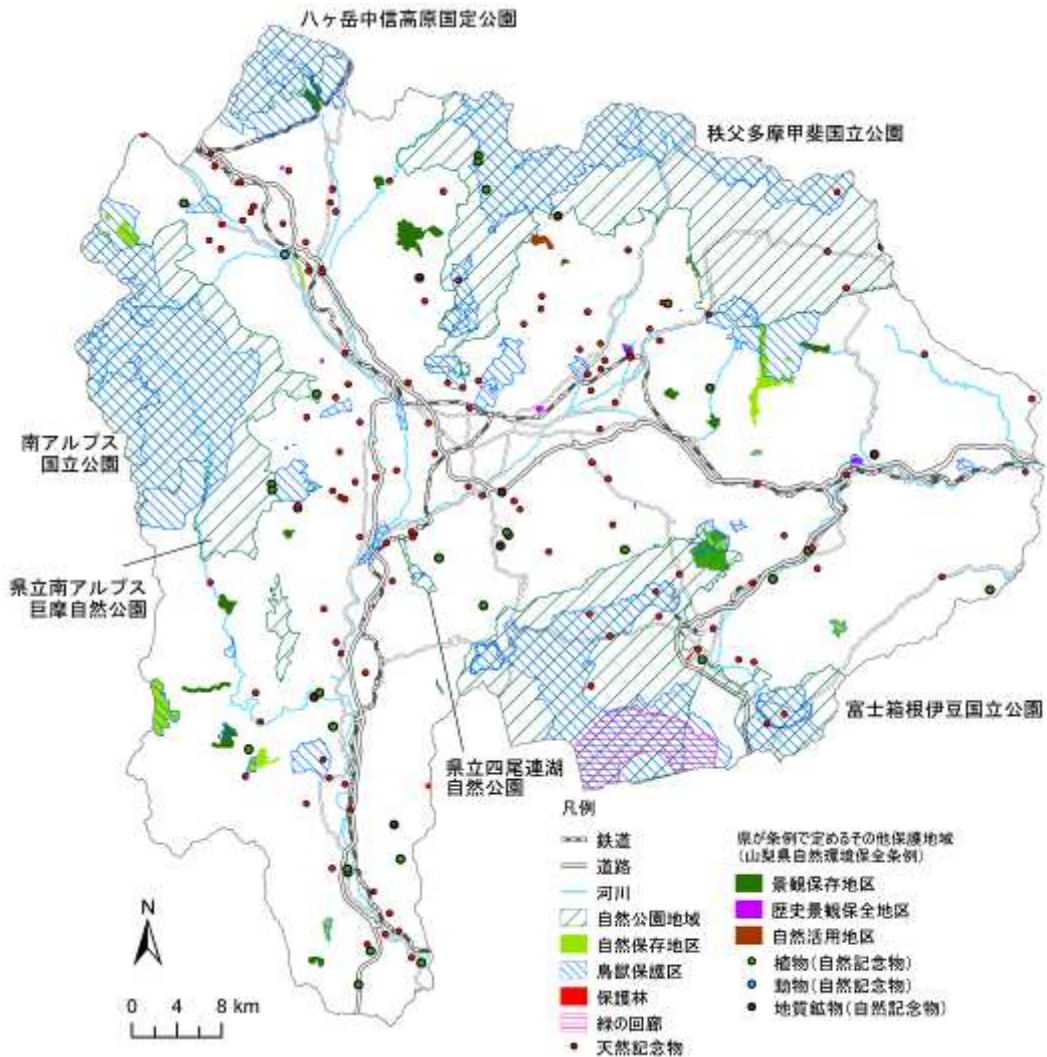 八ヶ岳中信高原国定公園
秩父多摩甲斐国立公園
南アルプス
国立公園
県立南アルプス
巨摩自然公園
富士箱根伊豆国立公園
県立四尾連湖
自然公園
凡例
鉄道
道路
河川
自然公園地域
自然保存地区
鳥獣保護区
保護林
緑の回廊
天然記念物
県が条例で定めるその他保護地域
(山梨県自然環境保全条例)
景観保存地区
歴史景観保全地区
自然活用地区
植物(自然記念物)
動物(自然記念物)
地質鉱物(自然記念物)
N
0 4 8 km